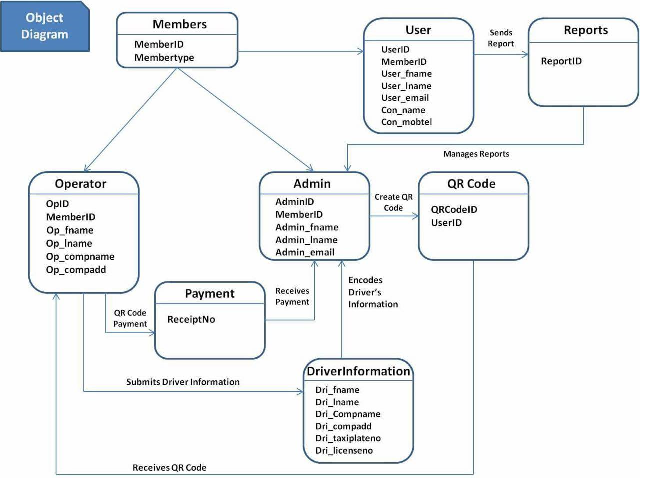 Object
Diagram
Members
MemberID
Membertype
User
UserID
MemberID
User_fname
User_lname
User_email
Con_name
Con_mobtel
Sends
Report
Reports
ReportID
Manages Reports
Operator
OpID
MemberID
Op_fname
Op_lname
Op_compname
Op_compadd
Admin
AdminID
MemberID
Admin_fname
Admin_lname
Admin_email
Create QR
Code
QR Code
QRCodeID
UserID
QR Code
Payment
Payment
ReceiptNo
Receives
Payment
Encodes
Driver's
Information
Submits Driver Information
DriverInformation
Dri_fname
Dri_lname
Dri_Compname
Dri_compadd
Dri_taxiplateno
Dri_licenseno
Receives QR Code